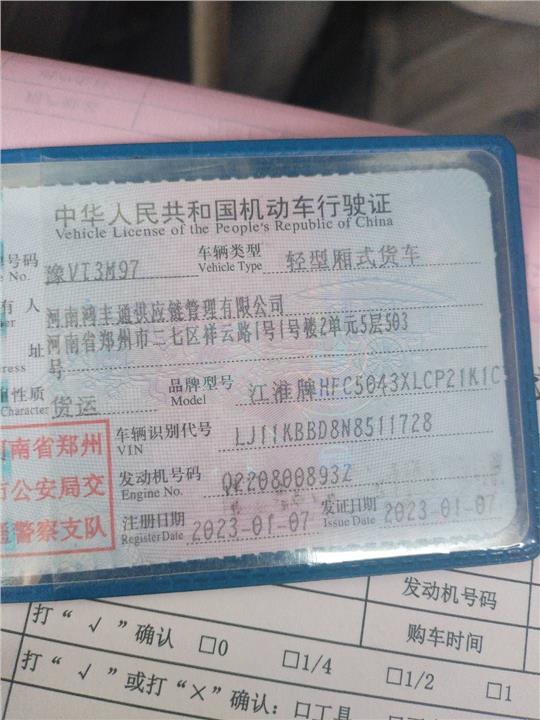 中华人民共和国机动车行驶证
Vehicle License of the People's Republic of China
号码 豫VT3M97 车辆类型 轻型厢式货车
No. Vehicle Type
有人 河南鸿丰通供应链管理有限公司
址 河南省郑州市二七区祥云路1号1号楼2单元5层503
号
性质 货运 品牌型号 江淮牌HFC5043XLCP21K1C
Character Model
车辆识别代号 LJ11KBBD8N8511728
VIN
发动机号码 Q220800893Z
Engine No.
注册日期 2023-01-07 发证日期 2023-01-07
Register Date Issue Date
河南省郑州
市公安局交
通警察支队
发动机号码
打“√”确认 □0 □1/4 购车时间
□1/2 □1
打“√”或打“×”确认：□工具